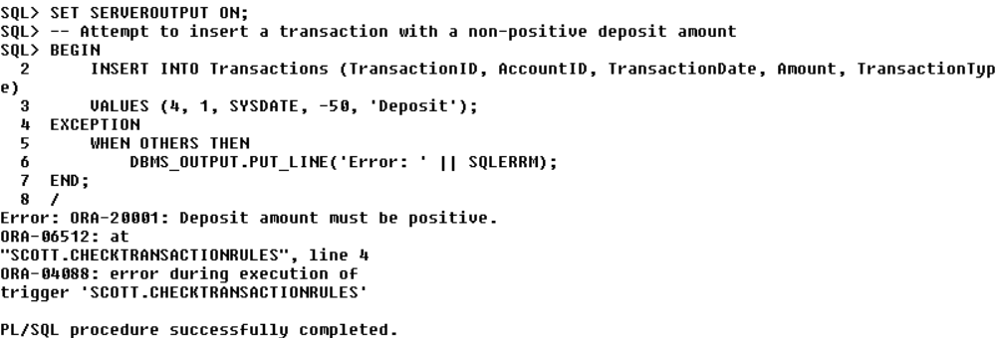 SQL> SET SERVEROUTPUT ON;
SQL> -- Attempt to insert a transaction with a non-positive deposit amount
SQL> BEGIN
  2      INSERT INTO Transactions (TransactionID, AccountID, TransactionDate, Amount, TransactionTyp
e)
  3      VALUES (4, 1, SYSDATE, -50, 'Deposit');
  4  EXCEPTION
  5      WHEN OTHERS THEN
  6          DBMS_OUTPUT.PUT_LINE('Error: ' || SQLERRM);
  7  END;
  8  /
Error: ORA-20001: Deposit amount must be positive.
ORA-06512: at
"SCOTT.CHECKTRANSACTIONRULES", line 4
ORA-04088: error during execution of
trigger 'SCOTT.CHECKTRANSACTIONRULES'
PL/SQL procedure successfully completed.